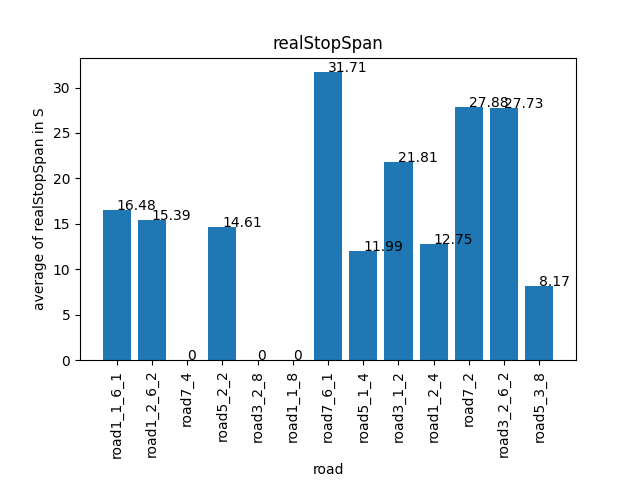 realStopSpan
average of realStopSpan in S
30
25
20
15
10
5
0
16.48
15.39
0
14.61
0
0
31.71
11.99
21.81
12.75
27.88
27.73
8.17
road1_1_6_1
road1_2_6_2
road7_4
road5_2_2
road3_2_8
road1_1_8
road7_6_1
road5_1_4
road3_1_2
road1_2_4
road7_2
road3_2_6_2
road5_3_8
road